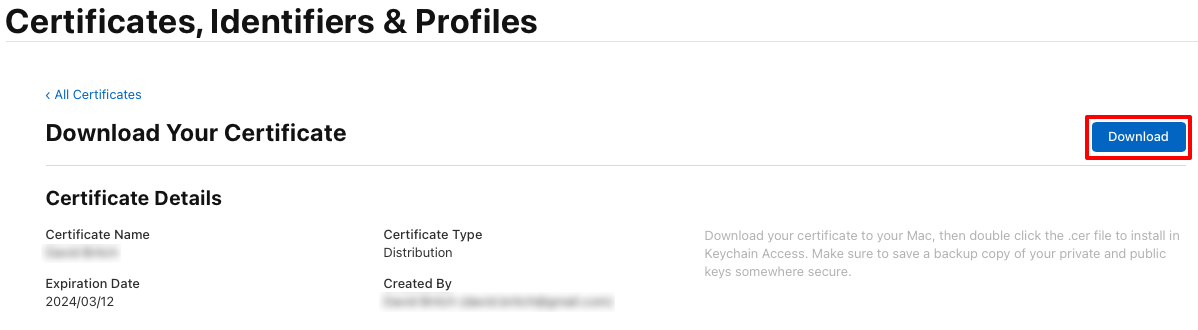 Certificates, Identifiers & Profiles
‹ All Certificates
Download Your Certificate
Download
Certificate Details
Certificate Name
Certificate Type
Distribution
Expiration Date
2024/03/12
Created By
Download your certificate to your Mac, then double click the .cer file to install in
Keychain Access. Make sure to save a backup copy of your private and public
keys somewhere secure.